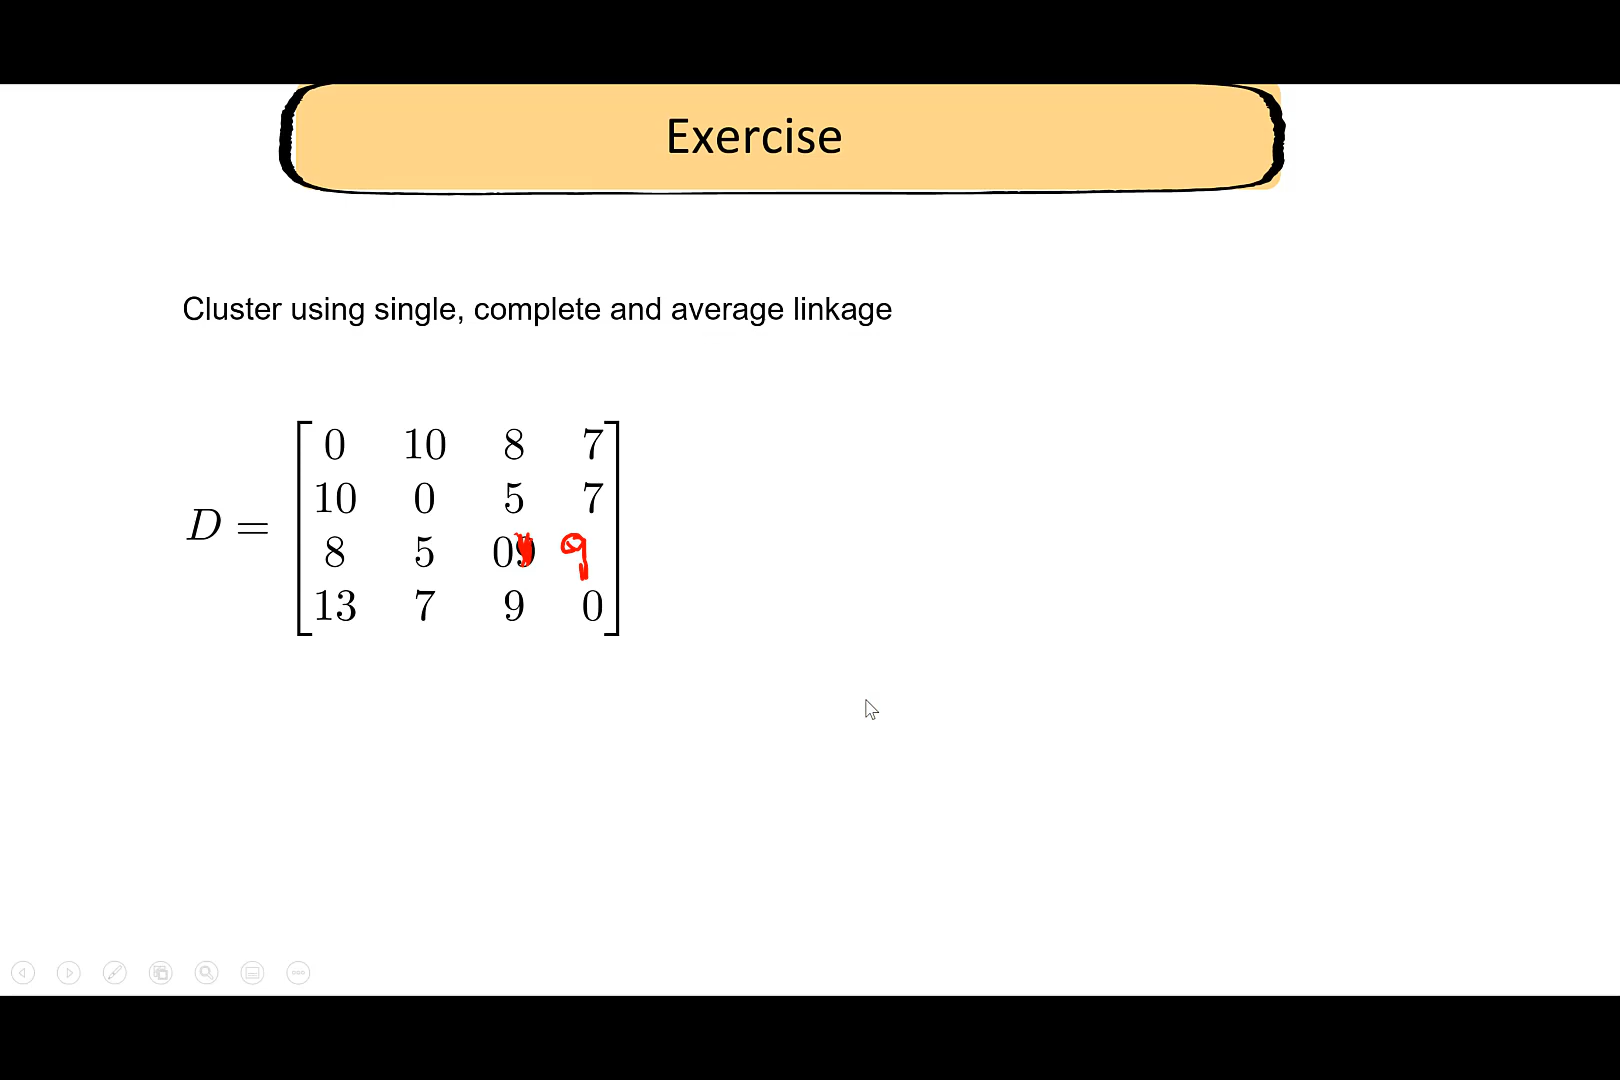 Exercise
Cluster using single, complete and average linkage
0 10 8 7
10 0 5 7
D =
8 5 09 9
13 7 9 0